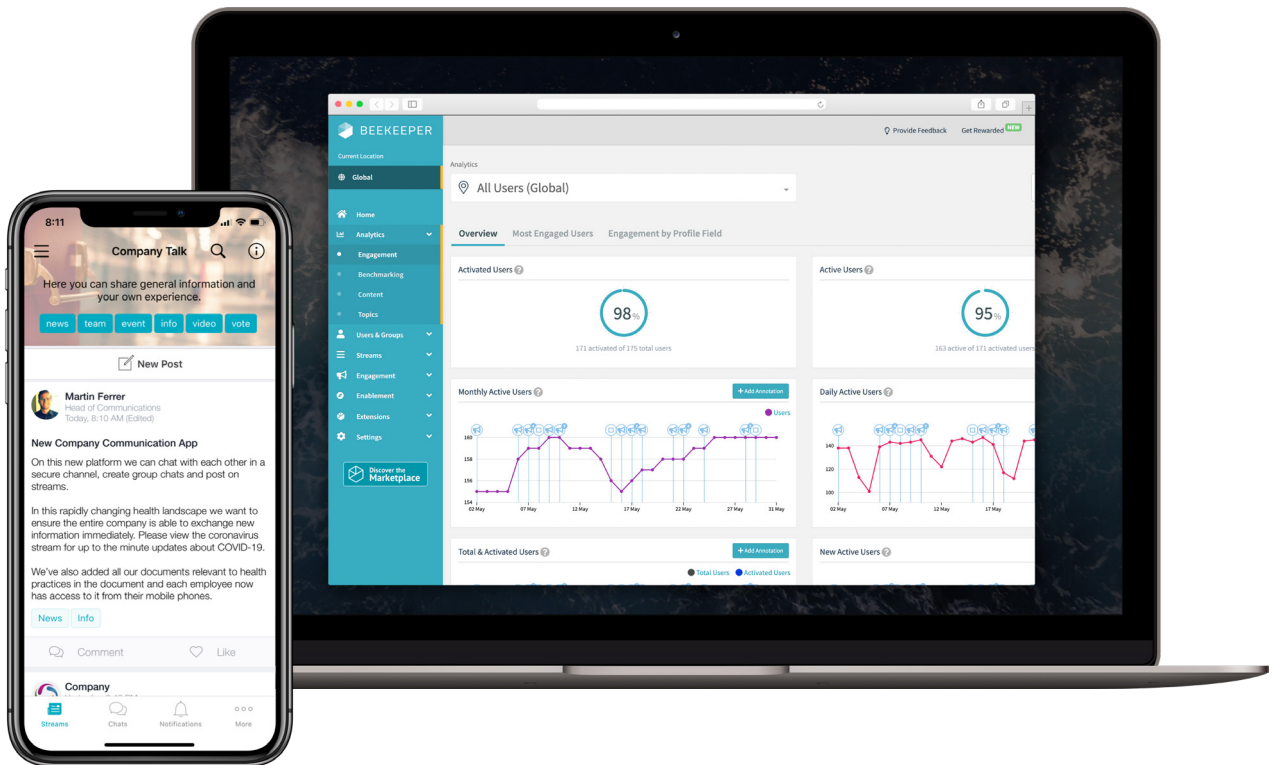 8:11
Company Talk
Here you can share general information and
your own experience.
news team event info video vote
New Post
Martin Ferrer
Head of Communications
Today, 8:10 AM (Edited)
New Company Communication App
On this new platform we can chat with each other in a
secure channel, create group chats and post on
streams.
In this rapidly changing health landscape we want to
ensure the entire company is able to exchange new
information immediately. Please view the coronavirus
stream for up to the minute updates about COVID-19.
We've also added all our documents relevant to health
practices in the document and each employee now
has access to it from their mobile phones.
News Info
Comment Like
Company
Streams Chats Notifications More
BEEKEEPER
Current Location
Global
Home
Analytics
Engagement
Benchmarking
Content
Topics
Users & Groups
Streams
Engagement
Enablement
Extensions
Settings
Discover the
Marketplace
Provide Feedback Get Rewarded NEW
Analytics
All Users (Global)
Overview Most Engaged Users Engagement by Profile Field
Activated Users
98%
171 activated of 175 total users
Active Users
95%
163 active of 171 activated users
Monthly Active Users
+ Add Annotation
Users
160
158
156
154
02 May 07 May 12 May 17 May 22 May 27 May 31 May
Daily Active Users
140
120
100
02 May 07 May 12 May 17 May
Total & Activated Users
+ Add Annotation
Total Users Activated Users
New Active Users